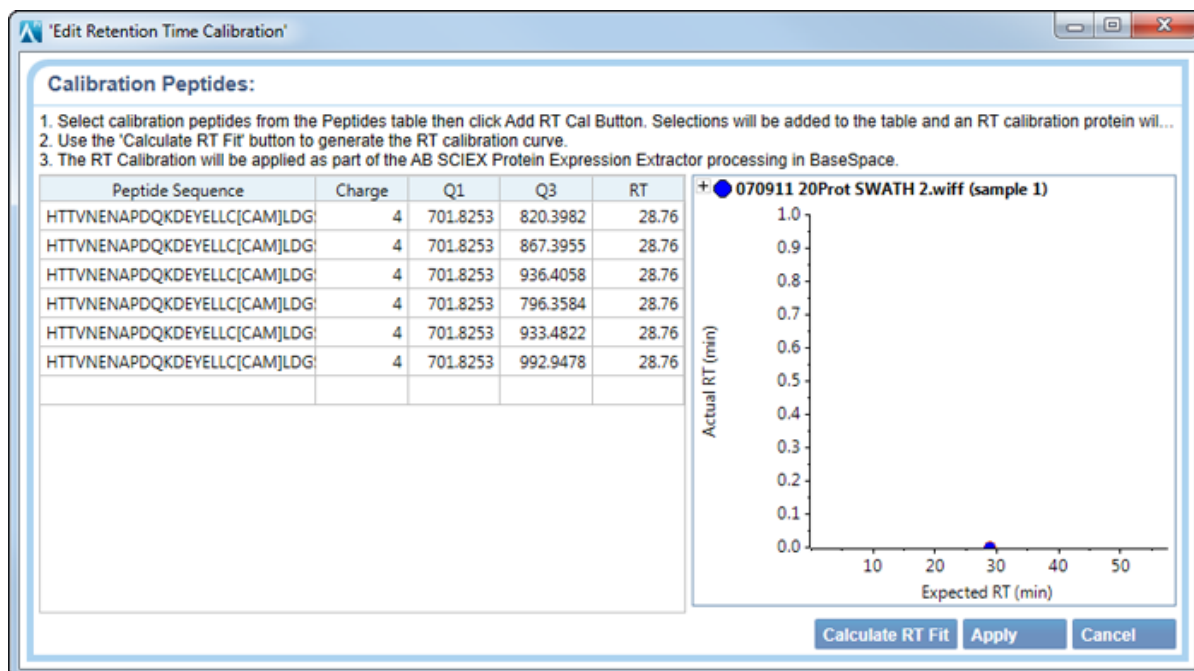 'Edit Retention Time Calibration'
Calibration Peptides:
1. Select calibration peptides from the Peptides table then click Add RT Cal Button. Selections will be added to the table and an RT calibration protein wil...
2. Use the 'Calculate RT Fit' button to generate the RT calibration curve.
3. The RT Calibration will be applied as part of the AB SCIEX Protein Expression Extractor processing in BaseSpace.
Peptide Sequence Charge Q1 Q3 RT
HTTVNENAPDQKDEYELLC[CAM]LDG 4 701.8253 820.3982 28.76
HTTVNENAPDQKDEYELLC[CAM]LDG 4 701.8253 867.3955 28.76
HTTVNENAPDQKDEYELLC[CAM]LDG 4 701.8253 936.4058 28.76
HTTVNENAPDQKDEYELLC[CAM]LDG 4 701.8253 796.3584 28.76
HTTVNENAPDQKDEYELLC[CAM]LDG 4 701.8253 933.4822 28.76
HTTVNENAPDQKDEYELLC[CAM]LDG 4 701.8253 992.9478 28.76
070911 20Prot SWATH 2.wiff (sample 1)
1.0
0.9
0.8
0.7
0.6
0.5
0.4
0.3
0.2
0.1
0.0
Actual RT (min)
10 20 30 40 50
Expected RT (min)
Calculate RT Fit Apply Cancel